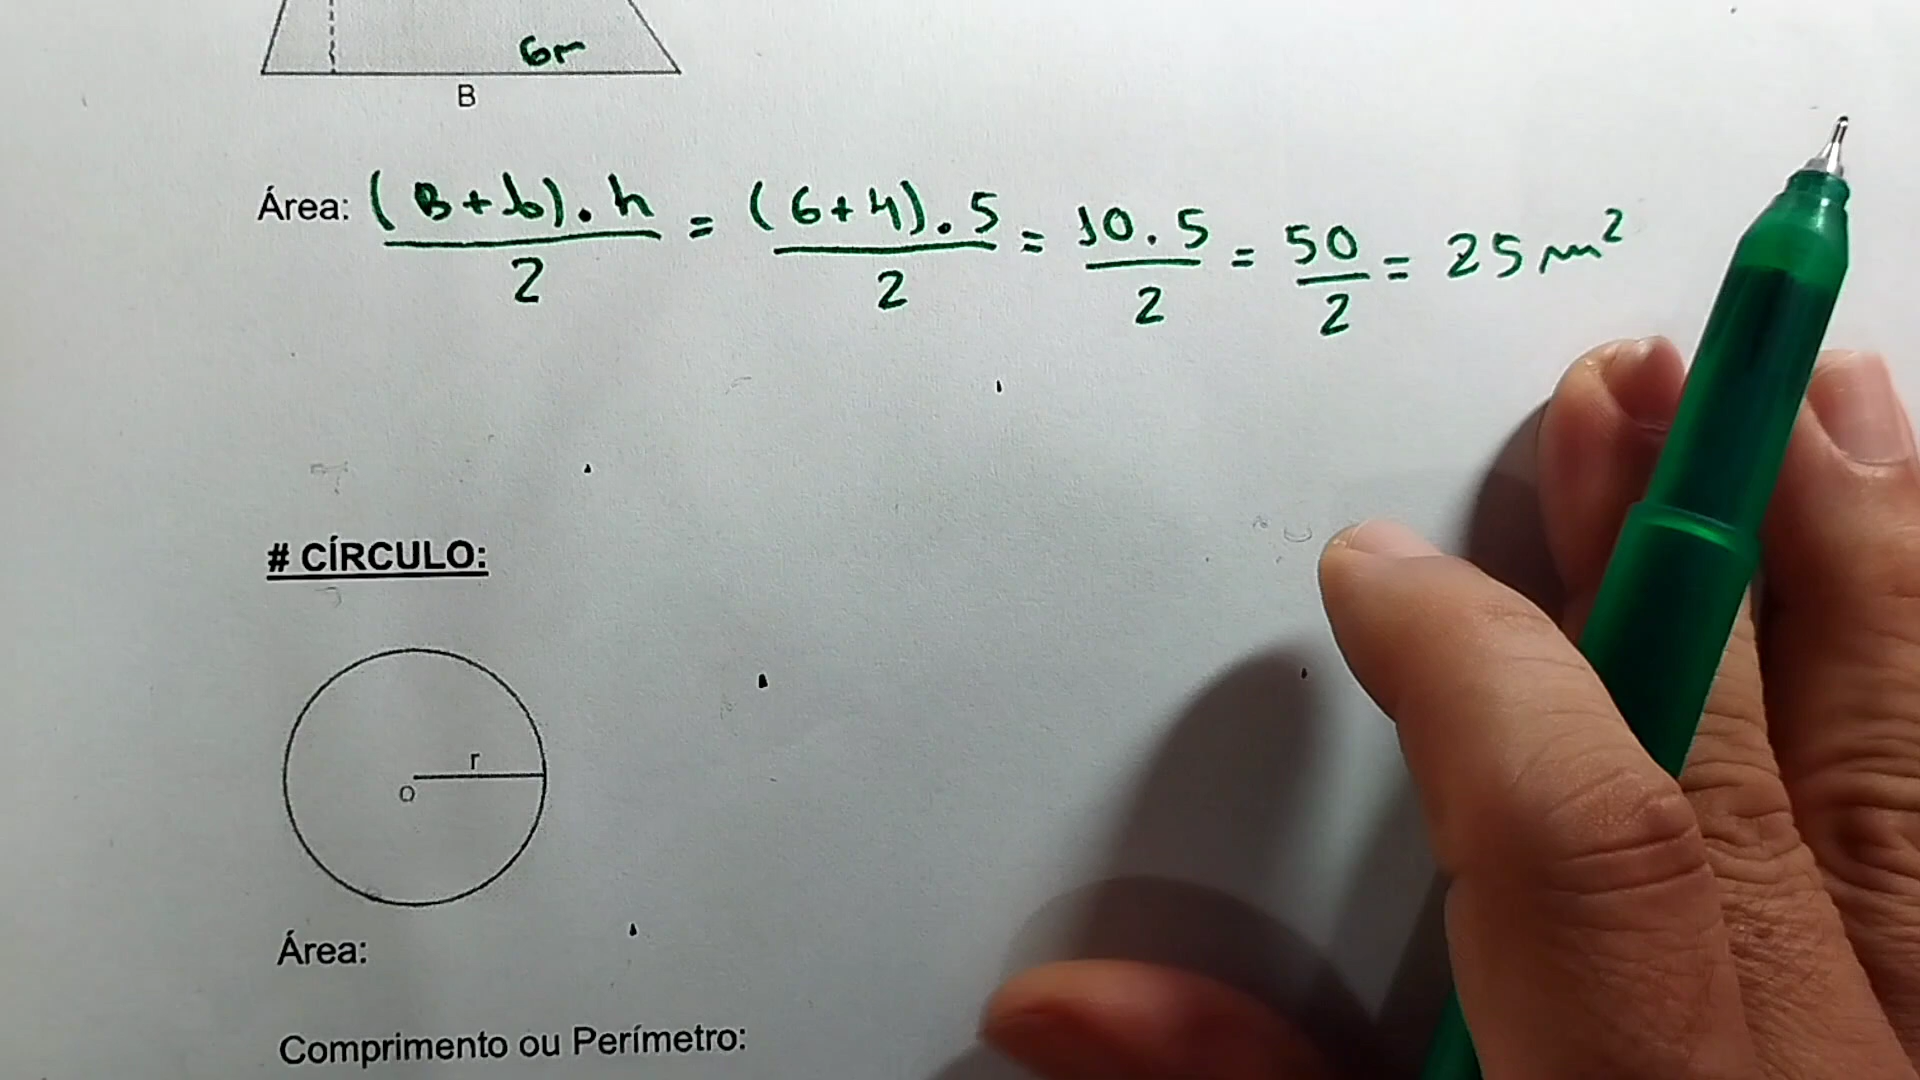 6m
B
Área: (B+b).h/2 = (6+4).5/2 = 10.5/2 = 50/2 = 25m²
# CÍRCULO:
r
O
Área:
Comprimento ou Perímetro: